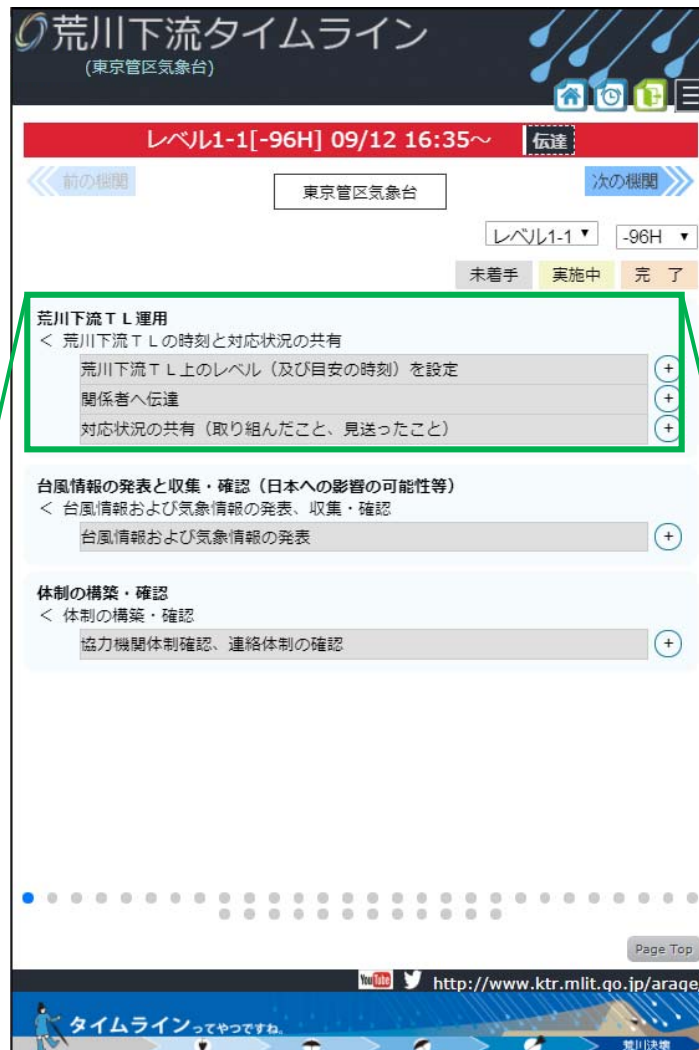 荒川下流タイムライン
(東京管区気象台)
レベル1-1[-96H] 09/12 16:35～ 伝達
前の機関 東京管区気象台 次の機関
レベル1-1 ▼ -96H ▼
未着手 実施中 完 了
荒川下流ＴＬ運用
＜ 荒川下流ＴＬの時刻と対応状況の共有
荒川下流ＴＬ上のレベル（及び目安の時刻）を設定 +
関係者へ伝達 +
対応状況の共有（取り組んだこと、見送ったこと） +
台風情報の発表と収集・確認（日本への影響の可能性等）
＜ 台風情報および気象情報の発表、収集・確認
台風情報および気象情報の発表 +
体制の構築・確認
＜ 体制の構築・確認
協力機関体制確認、連絡体制の確認 +
Page Top
YouTube http://www.ktr.mlit.go.jp/arage
タイムラインってやつですね。
荒川決壊